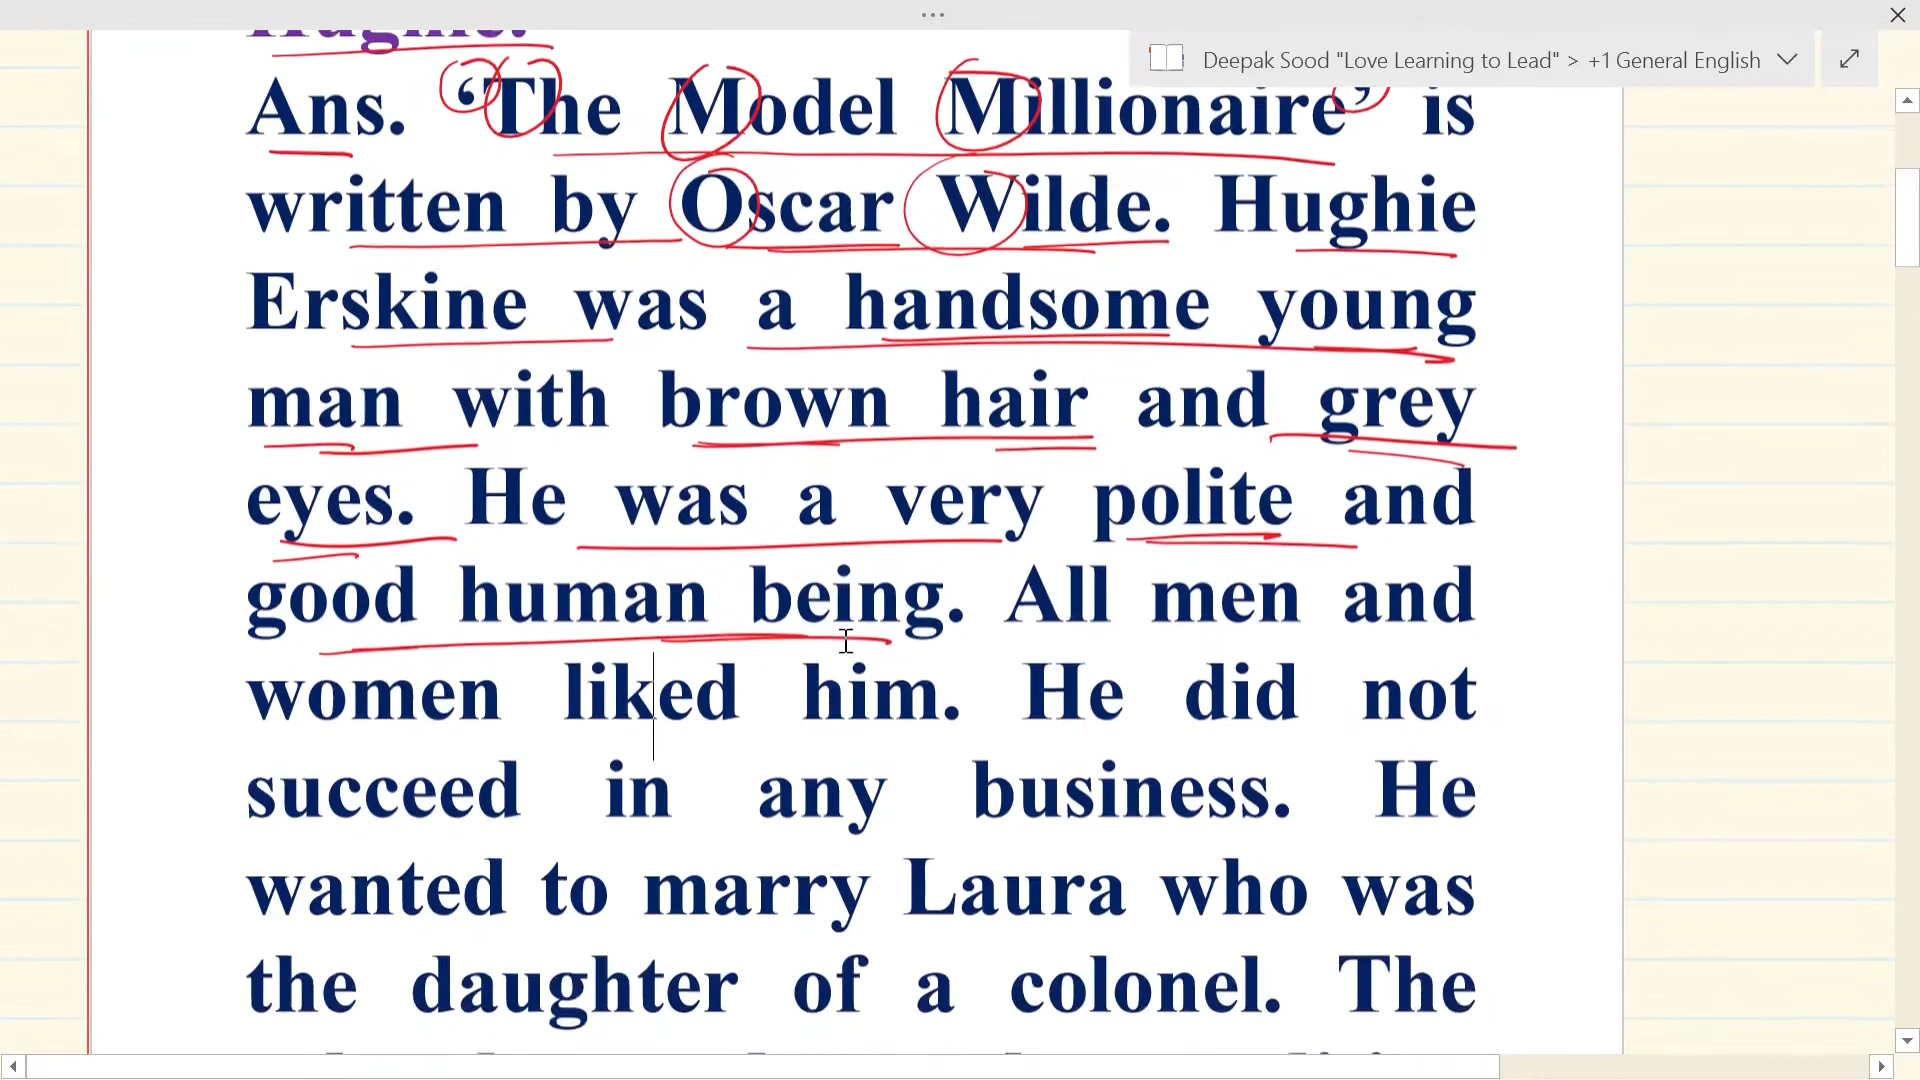 Hughie.
Deepak Sood "Love Learning to Lead" > +1 General English
Ans. ‘The Model Millionaire’ is
written by Oscar Wilde. Hughie
Erskine was a handsome young
man with brown hair and grey
eyes. He was a very polite and
good human being. All men and
women liked him. He did not
succeed in any business. He
wanted to marry Laura who was
the daughter of a colonel. The